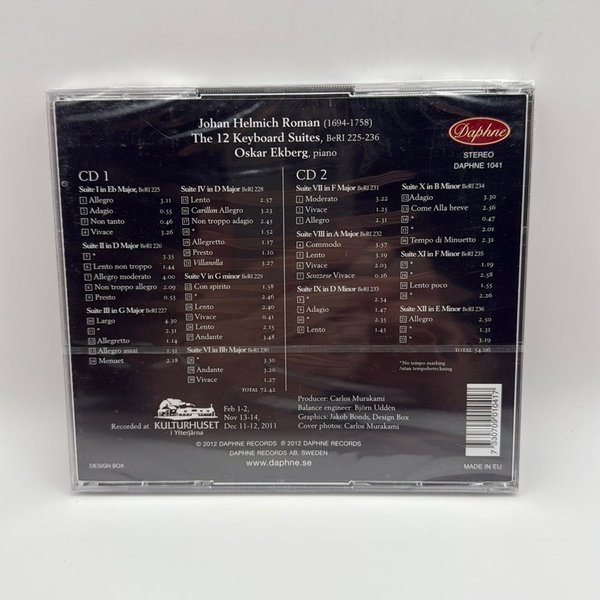 Johan Helmich Roman (1694-1758)
The 12 Keyboard Suites, BeRI 225-236
Oskar Ekberg, piano
Daphne
STEREO
DAPHNE 1041
CD 1
Suite I in Eb Major, BeRI 225
1 Allegro 3.11
2 Adagio 0.55
3 Non tanto 0.46
4 Vivace 3.26
Suite II in D Major BeRI 226
5 * 3.35
6 Lento non troppo 1.44
7 Allegro moderato 4.00
8 Non troppo allegro 2.09
9 Presto 0.53
Suite III in G Major BeRI 227
10 Largo 4.30
11 * 2.33
12 Allegretto 1.14
13 Allegro assai 1.51
14 Menuet 2.18
Suite IV in D Major BeRI 228
15 Lento 2.57
16 Carillon Allegro 3.23
17 Non troppo adagio 2.45
18 * 1.52
19 Allegretto 1.17
20 Presto 1.10
21 Villanella 3.27
Suite V in G minor BeRI 229
22 Con spirito 1.58
23 * 2.46
24 Lento 2.40
25 Vivace 0.41
26 Lento 2.15
27 Andante 3.48
Suite VI in Bb Major BeRI 230
28 * 3.30
29 Andante 3.20
30 Vivace 1.27
TOTAL 72.42
CD 2
Suite VII in F Major BeRI 231
1 Moderato 3.22
2 Vivace 1.25
3 Allegro 2.31
Suite VIII in A Major BeRI 232
4 Commodo 3.57
5 Lento 3.19
6 Vivace 2.03
7 Scozzese Vivace 0.16
Suite IX in D Minor BeRI 233
8 * 2.34
9 Adagio 1.47
10 * 2.35
11 Lento 1.45
Suite X in B Minor BeRI 234
12 Adagio 3.30
13 Come Alla breve 2.56
14 * 0.47
15 * 2.01
16 Tempo di Minuetto 2.31
Suite XI in F Minor BeRI 235
17 * 1.19
18 * 2.58
19 Lento poco 1.55
20 * 2.26
Suite XII in E Minor BeRI 236
21 Allegro 2.50
22 * 1.31
23 * 3.19
TOTAL 54.06
*No tempo marking
/utan tempobeteckning
Recorded at
KULTURHUSET
i Ytterjärna
Feb 1-2,
Nov 13-14,
Dec 11-12, 2011
Producer: Carlos Murakami
Balance engineer: Björn Uddén
Graphics: Jakob Bonds, Design Box
Cover photos: Carlos Murakami
7 330709 010417
℗ 2012 DAPHNE RECORDS © 2012 DAPHNE RECORDS
DAPHNE RECORDS AB, SWEDEN
www.daphne.se
DESIGN BOX
MADE IN EU